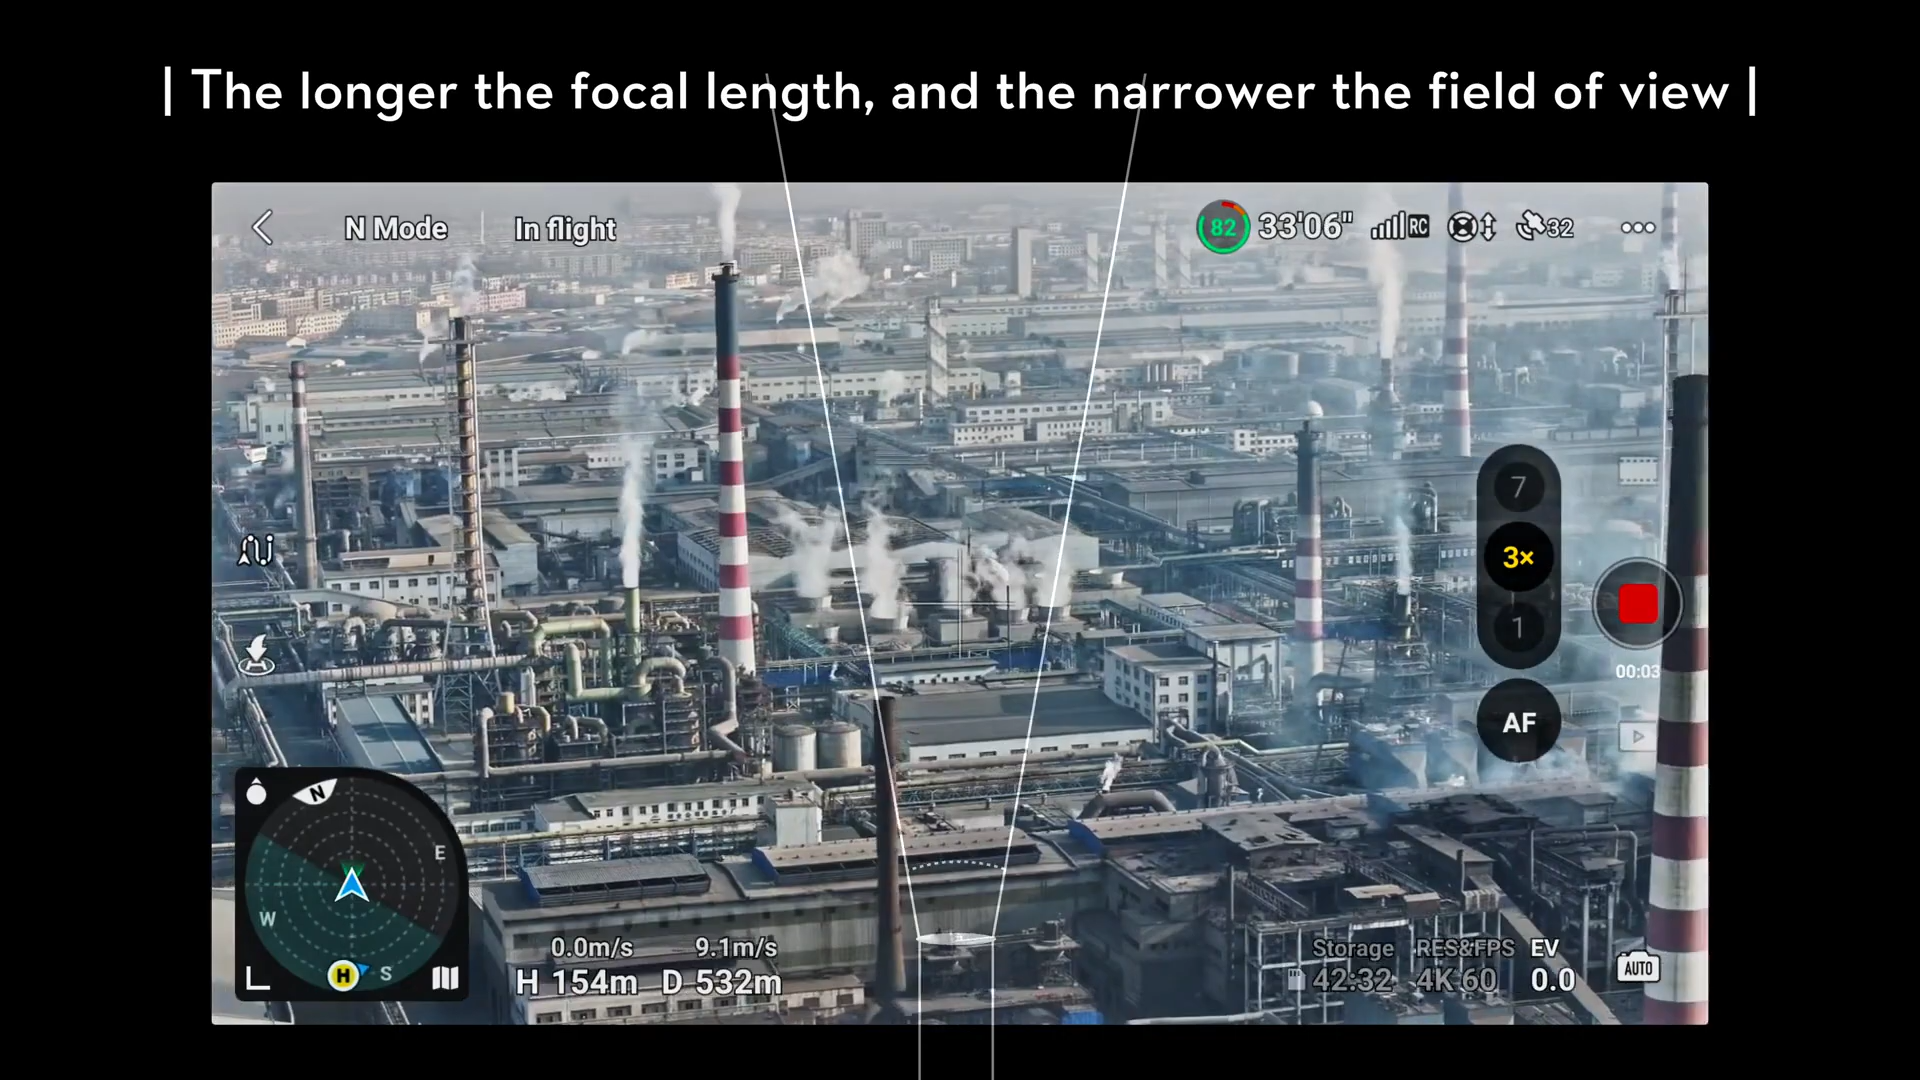 | The longer the focal length, and the narrower the field of view |
N Mode
In flight
82
33'06"
RC
32
7
3×
1
00:03
AF
N
E
W
S
H
0.0m/s
9.1m/s
H 154m
D 532m
Storage
42:32
RES&FPS
4K 60
EV
0.0
AUTO